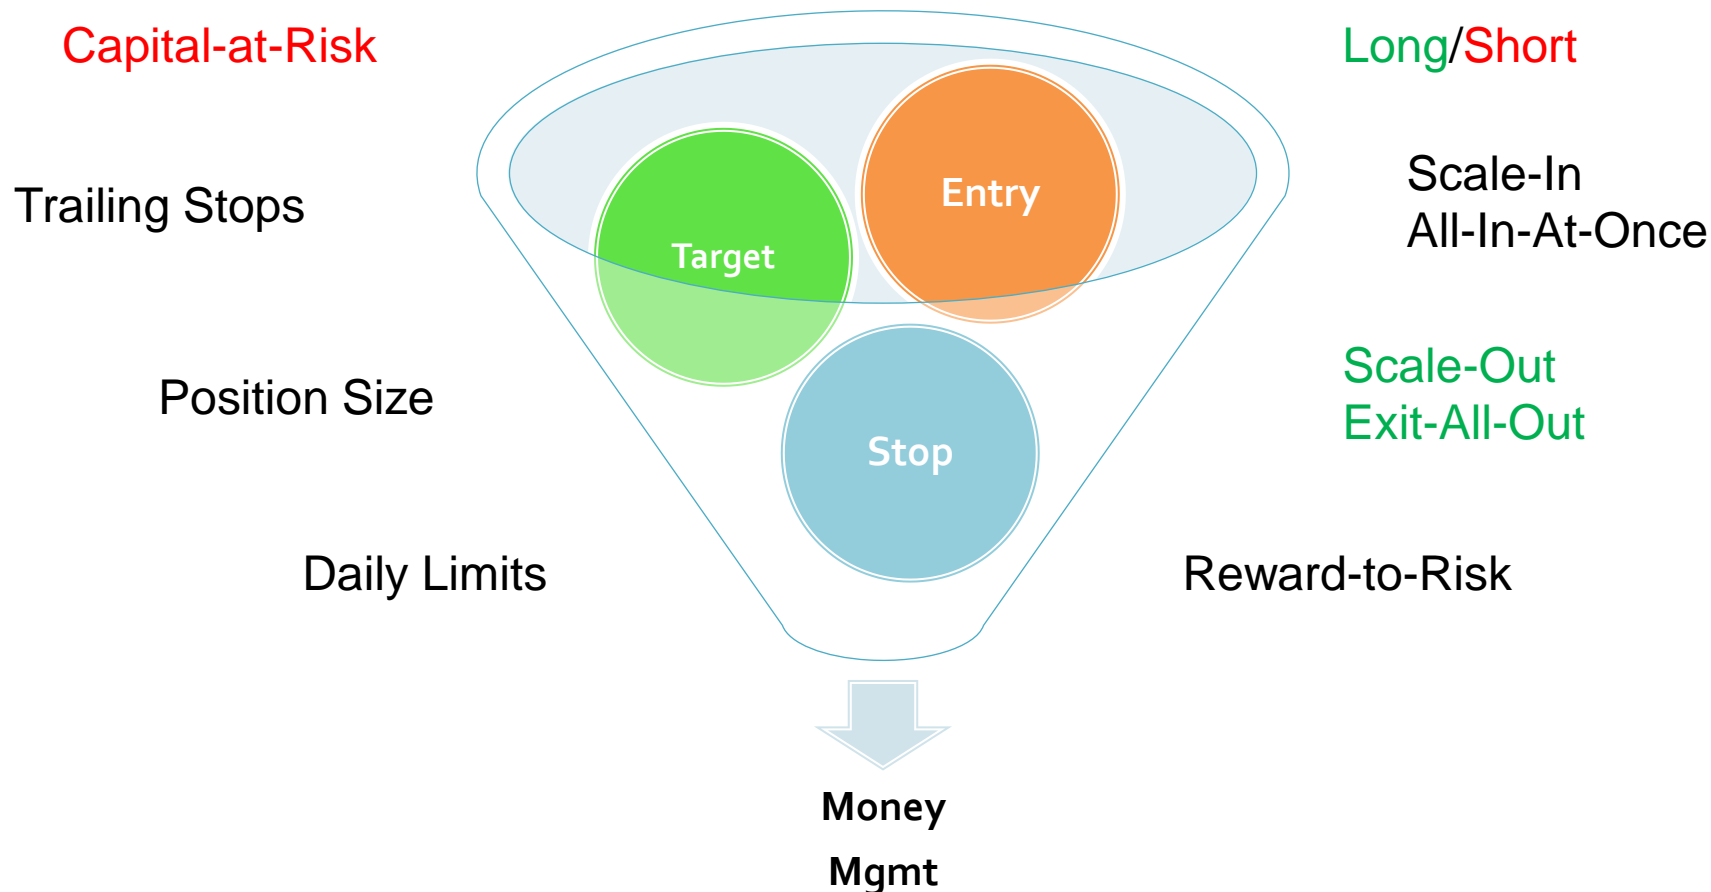 Capital-at-Risk
Long/Short
Entry
Scale-In
All-In-At-Once
Trailing Stops
Target
Position Size
Scale-Out
Exit-All-Out
Stop
Daily Limits
Reward-to-Risk
Money
Mgmt